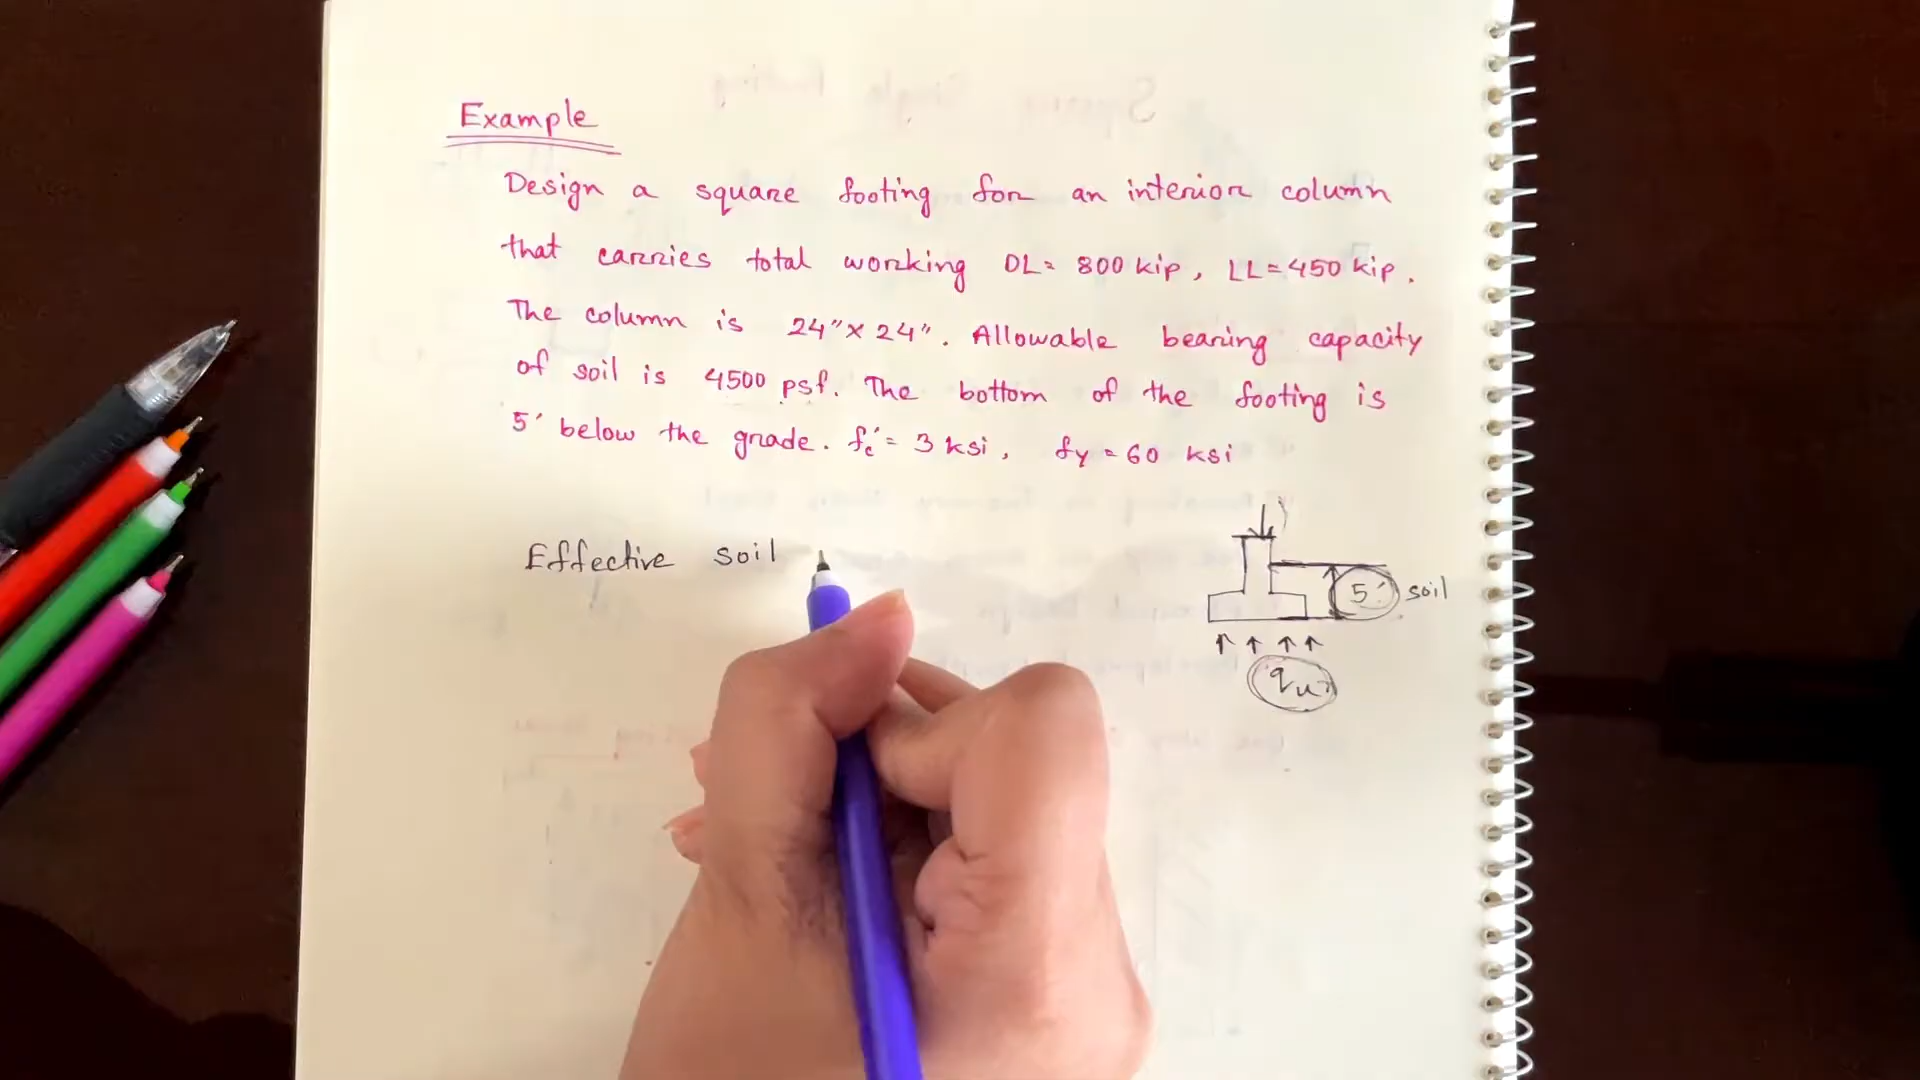 Example
Design a square footing for an interior column
that carries total working DL= 800 kip, LL=450 kip.
The column is 24"x 24". Allowable bearing capacity
of soil is 4500 psf. The bottom of the footing is
5' below the grade. fc'= 3 ksi, fy = 60 ksi
Effective soil
5' soil
qu